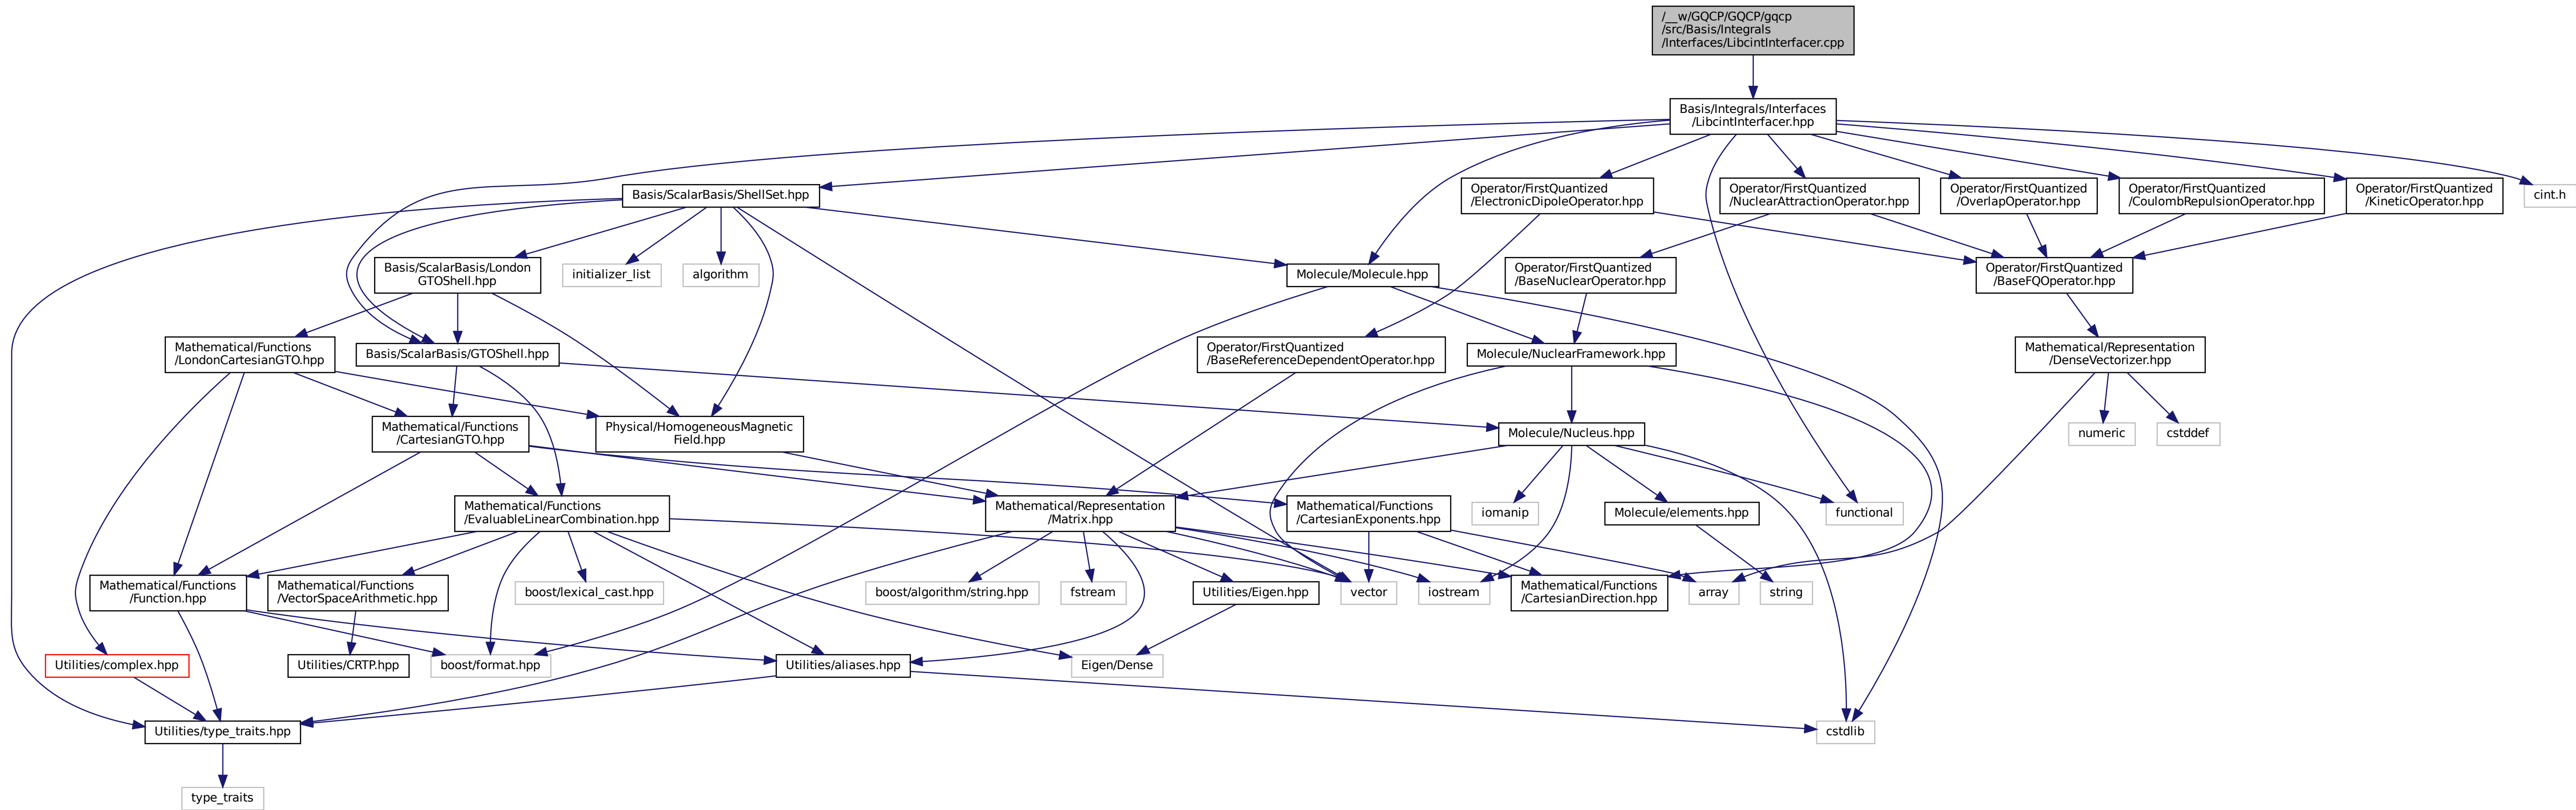 /__w/GQCP/GQCP/gqcp
/src/Basis/Integrals
/Interfaces/LibcintInterfacer.cpp
Basis/Integrals/Interfaces
/LibcintInterfacer.hpp
Basis/ScalarBasis/ShellSet.hpp
Operator/FirstQuantized
/ElectronicDipoleOperator.hpp
Operator/FirstQuantized
/NuclearAttractionOperator.hpp
Operator/FirstQuantized
/OverlapOperator.hpp
Operator/FirstQuantized
/CoulombRepulsionOperator.hpp
Operator/FirstQuantized
/KineticOperator.hpp
cint.h
Basis/ScalarBasis/London
GTOShell.hpp
initializer_list
algorithm
Molecule/Molecule.hpp
Operator/FirstQuantized
/BaseNuclearOperator.hpp
Operator/FirstQuantized
/BaseFQOperator.hpp
Mathematical/Functions
/LondonCartesianGTO.hpp
Basis/ScalarBasis/GTOShell.hpp
Operator/FirstQuantized
/BaseReferenceDependentOperator.hpp
Molecule/NuclearFramework.hpp
Mathematical/Representation
/DenseVectorizer.hpp
Mathematical/Functions
/CartesianGTO.hpp
Physical/HomogeneousMagnetic
Field.hpp
Molecule/Nucleus.hpp
numeric
cstddef
Mathematical/Functions
/EvaluableLinearCombination.hpp
Mathematical/Representation
/Matrix.hpp
Mathematical/Functions
/CartesianExponents.hpp
iomanip
Molecule/elements.hpp
functional
Mathematical/Functions
/Function.hpp
Mathematical/Functions
/VectorSpaceArithmetic.hpp
boost/lexical_cast.hpp
boost/algorithm/string.hpp
fstream
Utilities/Eigen.hpp
vector
iostream
Mathematical/Functions
/CartesianDirection.hpp
array
string
Utilities/complex.hpp
Utilities/CRTP.hpp
boost/format.hpp
Utilities/aliases.hpp
Eigen/Dense
Utilities/type_traits.hpp
cstdlib
type_traits